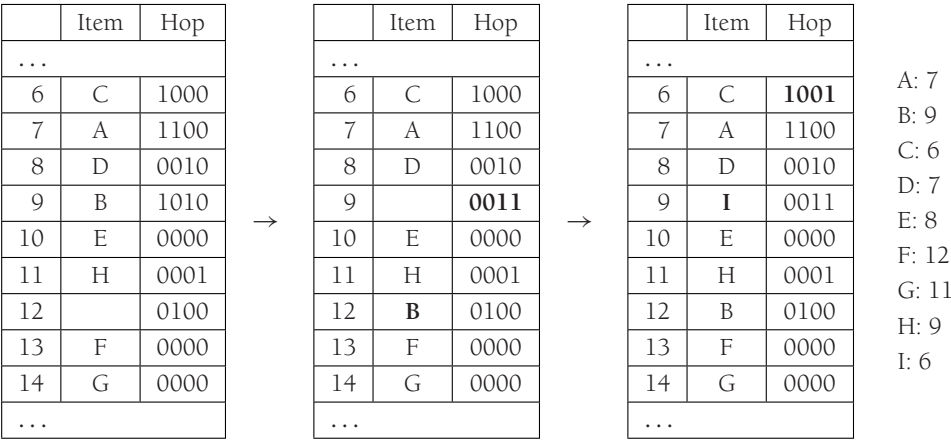 Item Hop
...
6 C 1000
7 A 1100
8 D 0010
9 B 1010
10 E 0000
11 H 0001
12 0100
13 F 0000
14 G 0000
...
→
Item Hop
...
6 C 1000
7 A 1100
8 D 0010
9 0011
10 E 0000
11 H 0001
12 B 0100
13 F 0000
14 G 0000
...
→
Item Hop
...
6 C 1001
7 A 1100
8 D 0010
9 I 0011
10 E 0000
11 H 0001
12 B 0100
13 F 0000
14 G 0000
...
A: 7
B: 9
C: 6
D: 7
E: 8
F: 12
G: 11
H: 9
I: 6